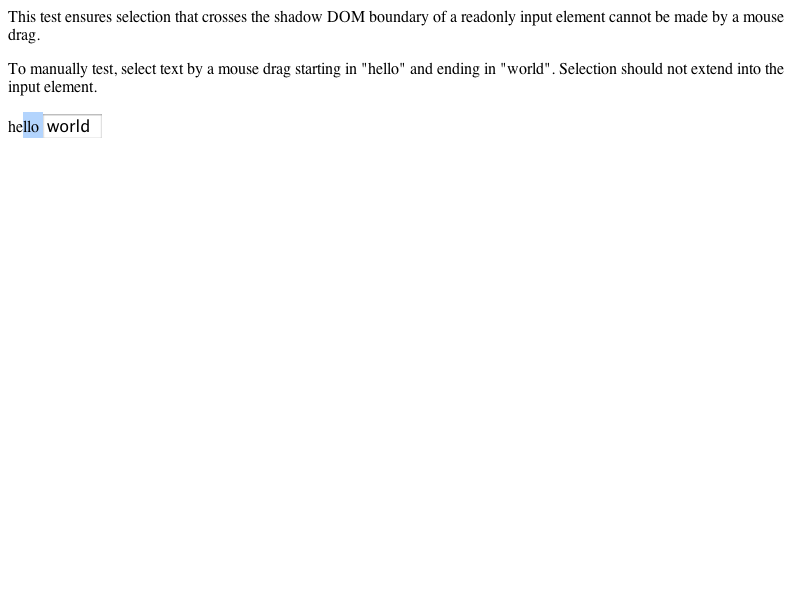 This test ensures selection that crosses the shadow DOM boundary of a readonly input element cannot be made by a mouse
drag.
To manually test, select text by a mouse drag starting in "hello" and ending in "world". Selection should not extend into the
input element.
hello world